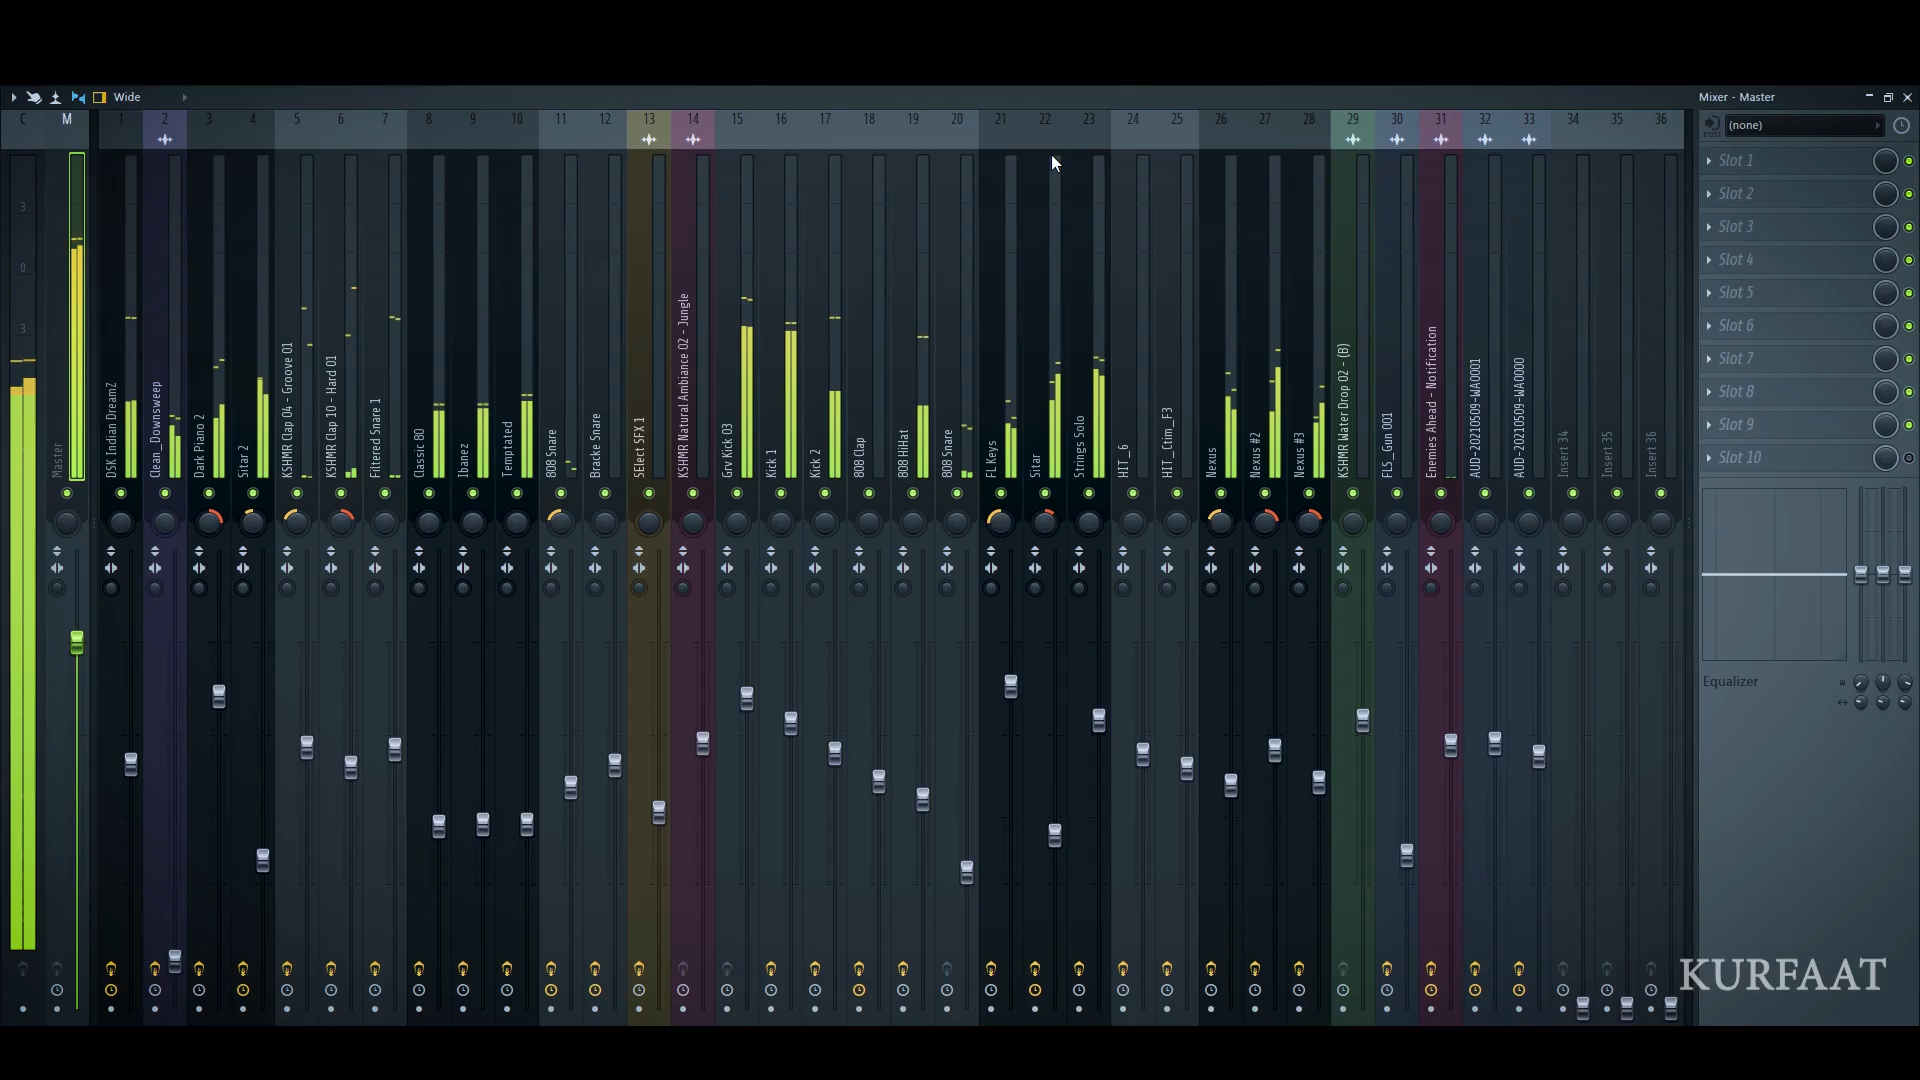 Wide
Mixer - Master
C M 1 2 3 4 5 6 7 8 9 10 11 12 13 14 15 16 17 18 19 20 21 22 23 24 25 26 27 28 29 30 31 32 33 34 35 36
(none)
POST
3
0
3
Master
DSK Indian DreamZ
Clean_Downsweep
Dark Piano 2
Sitar 2
KSHMR Clap 04 - Groove 01
KSHMR Clap 10 - Hard 01
Filtered Snare 1
Classic 80
Ibanez
Temptated
808 Snare
Bracke Snare
SElect SFX 1
KSHMR Natural Ambiance 02 - Jungle
Grv Kick 03
Kick 1
Kick 2
808 Clap
808 HiHat
808 Snare
FL Keys
Sitar
Strings Solo
HIT_6
HIT_Ctim_F3
Nexus
Nexus #2
Nexus #3
KSHMR Water Drop 02 - (B)
FLS_Gun 001
Enemies Ahead - Notification
AUD-20210509-WA0001
AUD-20210509-WA0000
Insert 34
Insert 35
Insert 36
Slot 1
Slot 2
Slot 3
Slot 4
Slot 5
Slot 6
Slot 7
Slot 8
Slot 9
Slot 10
Equalizer
KURFAAT